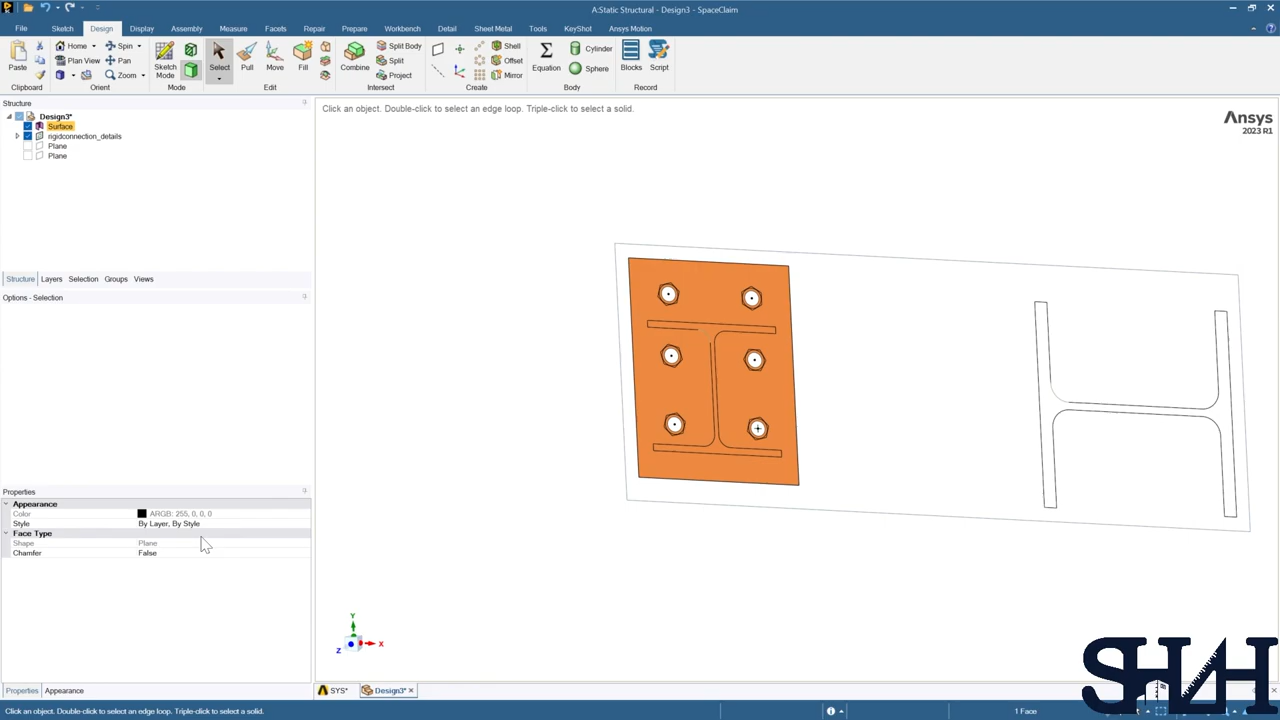 A:Static Structural - Design3* - SpaceClaim
File Sketch Design Display Assembly Measure Facets Repair Prepare Workbench Detail Sheet Metal Tools KeyShot Ansys Motion
Home Spin Split Body Shell Cylinder
Plan View Pan Split Offset Sphere
Zoom Project Mirror
Paste Sketch Mode Select Pull Move Fill Combine Equation Blocks Script
Clipboard Orient Mode Edit Intersect Create Body Record
Structure
Click an object. Double-click to select an edge loop. Triple-click to select a solid.
Design3*
Surface
rigidconnection_details
Plane
Plane
Ansys
2023 R1
Structure Layers Selection Groups Views
Options - Selection
Properties
Appearance
Color ARGB: 255, 0, 0, 0
Style By Layer, By Style
Face Type
Shape Plane
Chamfer False
Y
X
Z
Properties Appearance
SYS* Design3*
Click an object. Double-click to select an edge loop. Triple-click to select a solid.
1 Face